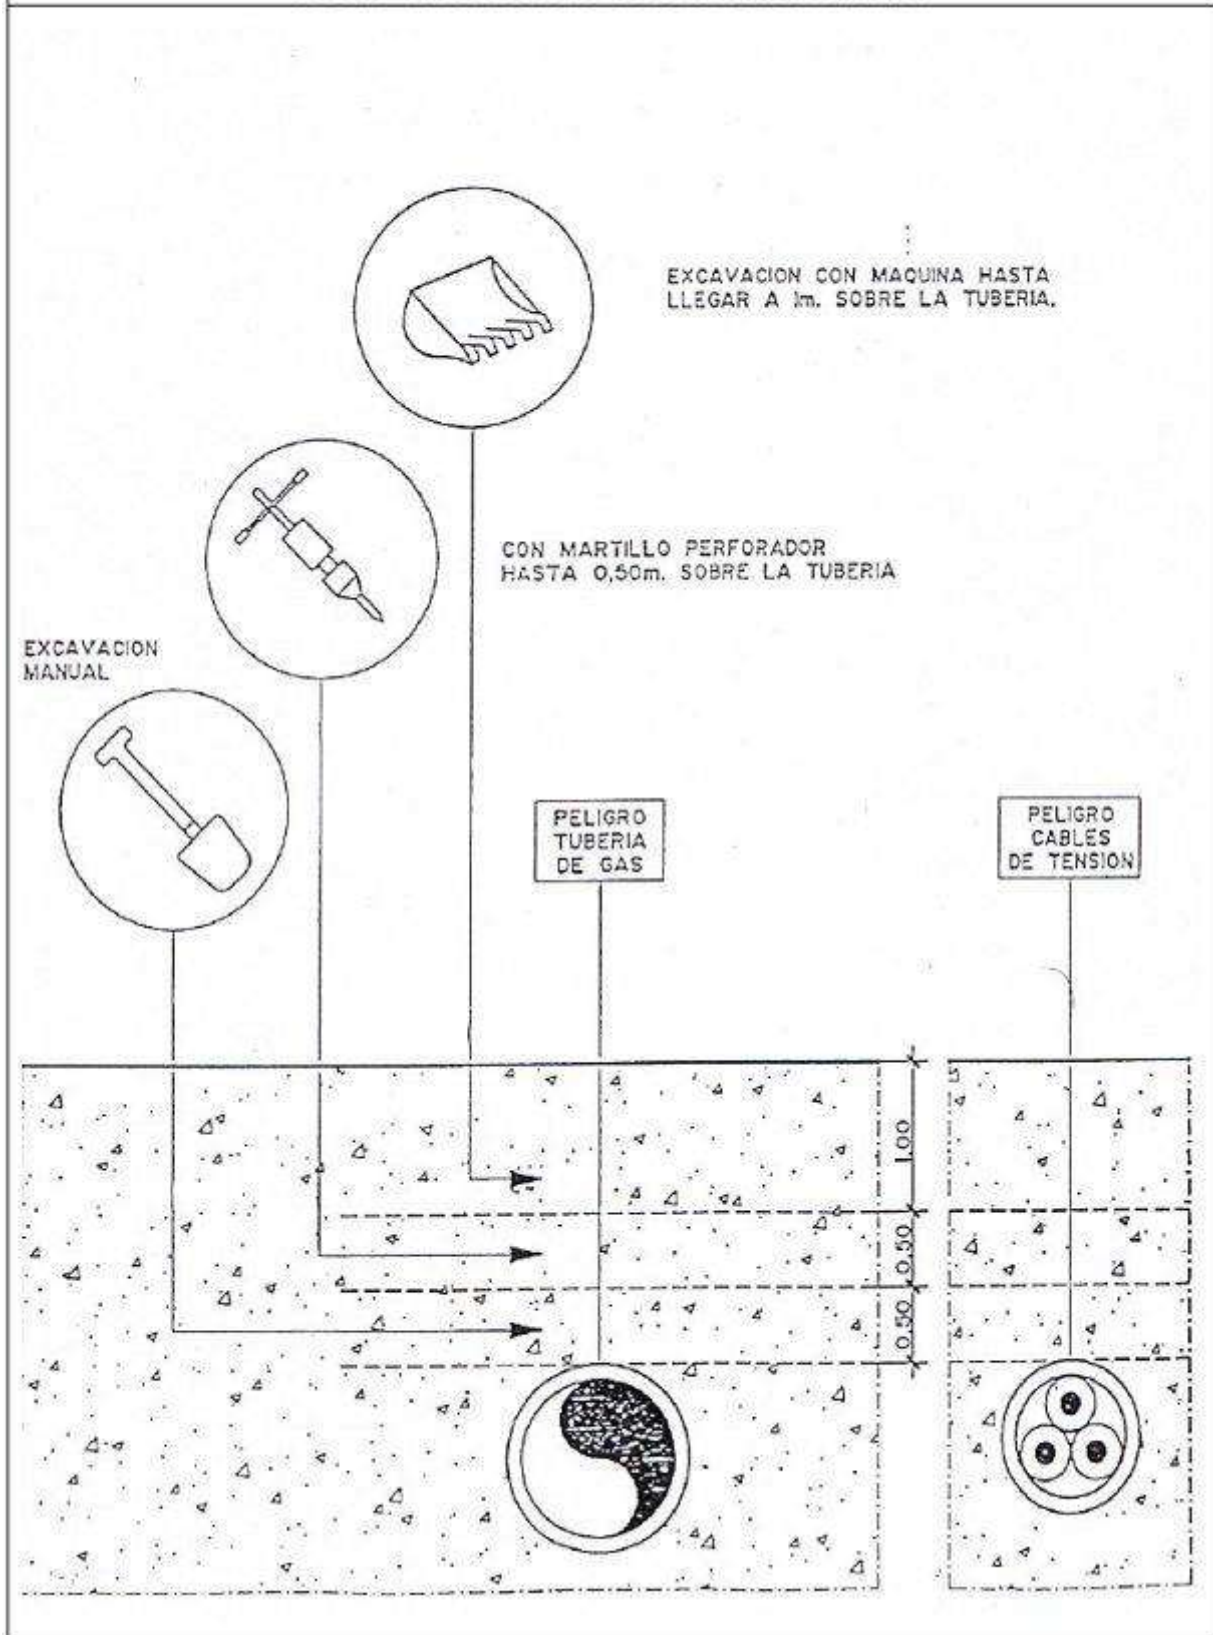 EXCAVACION CON MAQUINA HASTA
LLEGAR A 1m. SOBRE LA TUBERIA.
CON MARTILLO PERFORADOR
HASTA 0,50m. SOBRE LA TUBERIA
EXCAVACION
MANUAL
PELIGRO
TUBERIA
DE GAS
PELIGRO
CABLES
DE TENSION
1.00
0.50
0.50